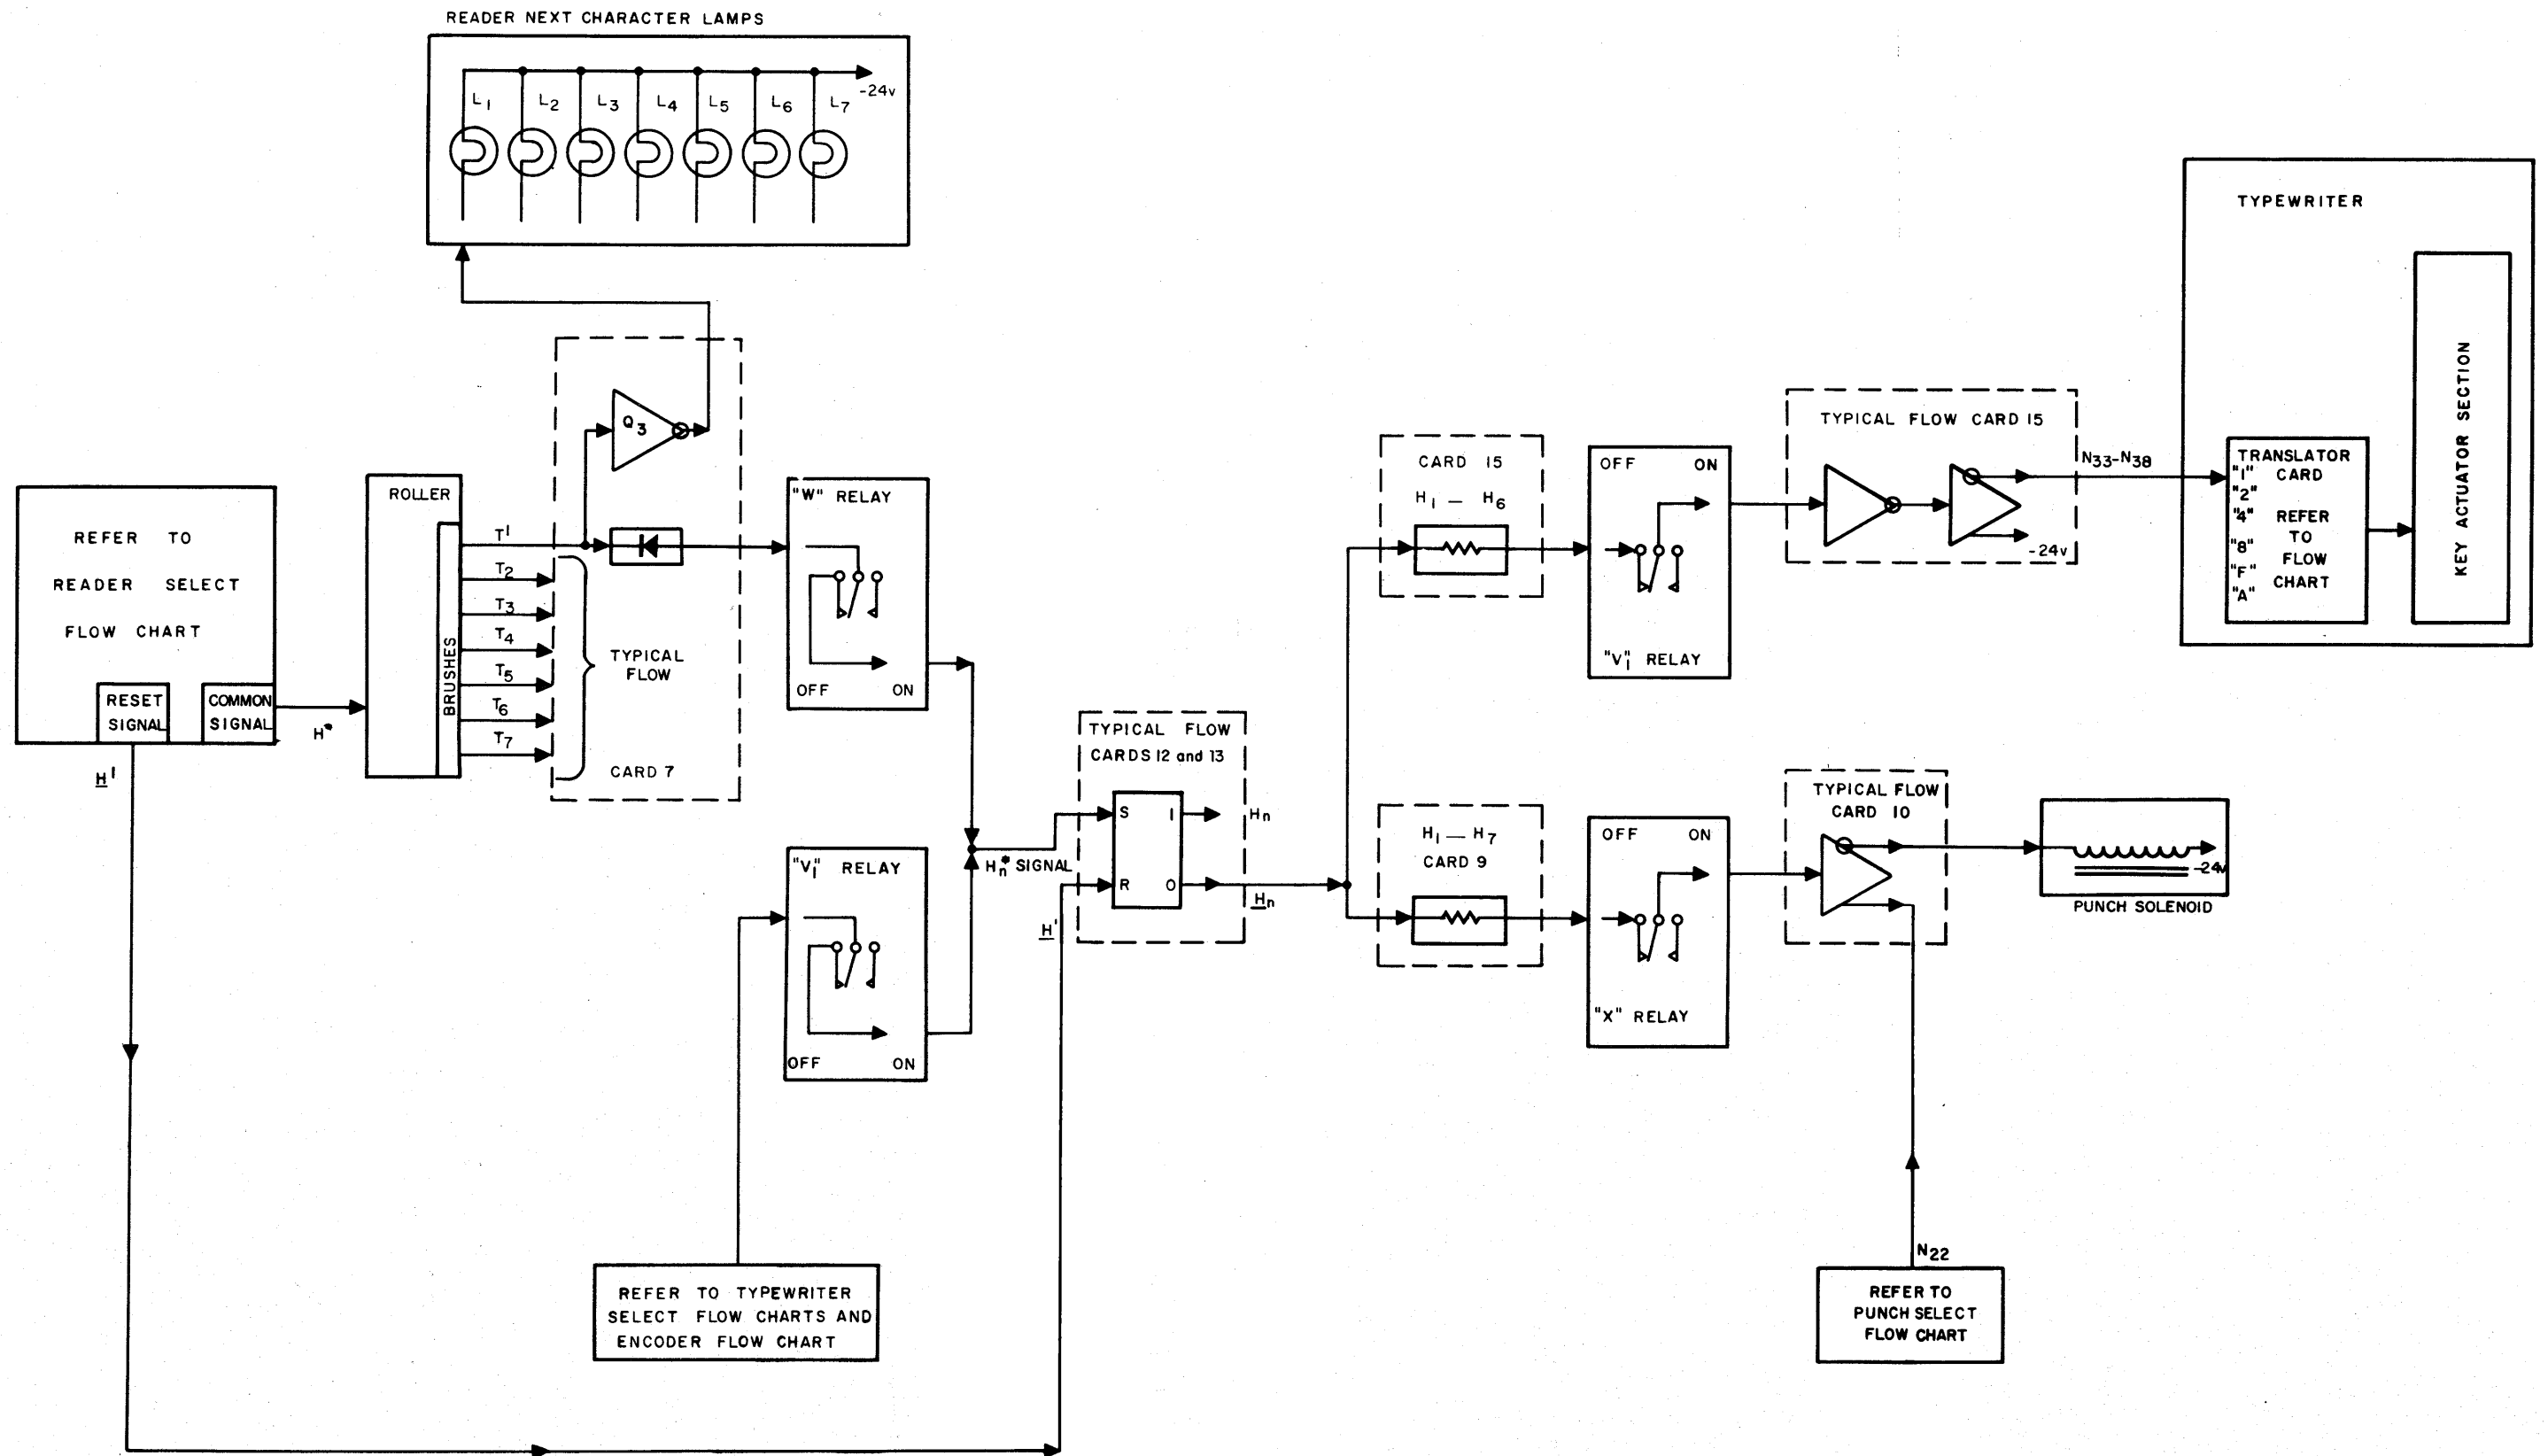 READER NEXT CHARACTER LAMPS
L1 L2 L3 L4 L5 L6 L7
-24v
Q3
REFER TO
READER SELECT
FLOW CHART
RESET
SIGNAL
COMMON
SIGNAL
H*
H'
ROLLER
BRUSHES
T'
T2
T3
T4
T5
T6
T7
TYPICAL
FLOW
CARD 7
"W" RELAY
OFF ON
"V1" RELAY
OFF ON
REFER TO TYPEWRITER
SELECT FLOW CHARTS AND
ENCODER FLOW CHART
Hn* SIGNAL
H'
TYPICAL FLOW
CARDS 12 and 13
S 1
R 0
Hn
Hn
CARD 15
H1 — H6
OFF ON
"V1" RELAY
TYPICAL FLOW CARD 15
-24v
N33-N38
TYPEWRITER
TRANSLATOR
CARD
"1"
"2"
"4"
"8"
"F"
"A"
REFER
TO
FLOW
CHART
KEY ACTUATOR SECTION
H1 — H7
CARD 9
OFF ON
"X" RELAY
TYPICAL FLOW
CARD 10
-24v
PUNCH SOLENOID
N22
REFER TO
PUNCH SELECT
FLOW CHART